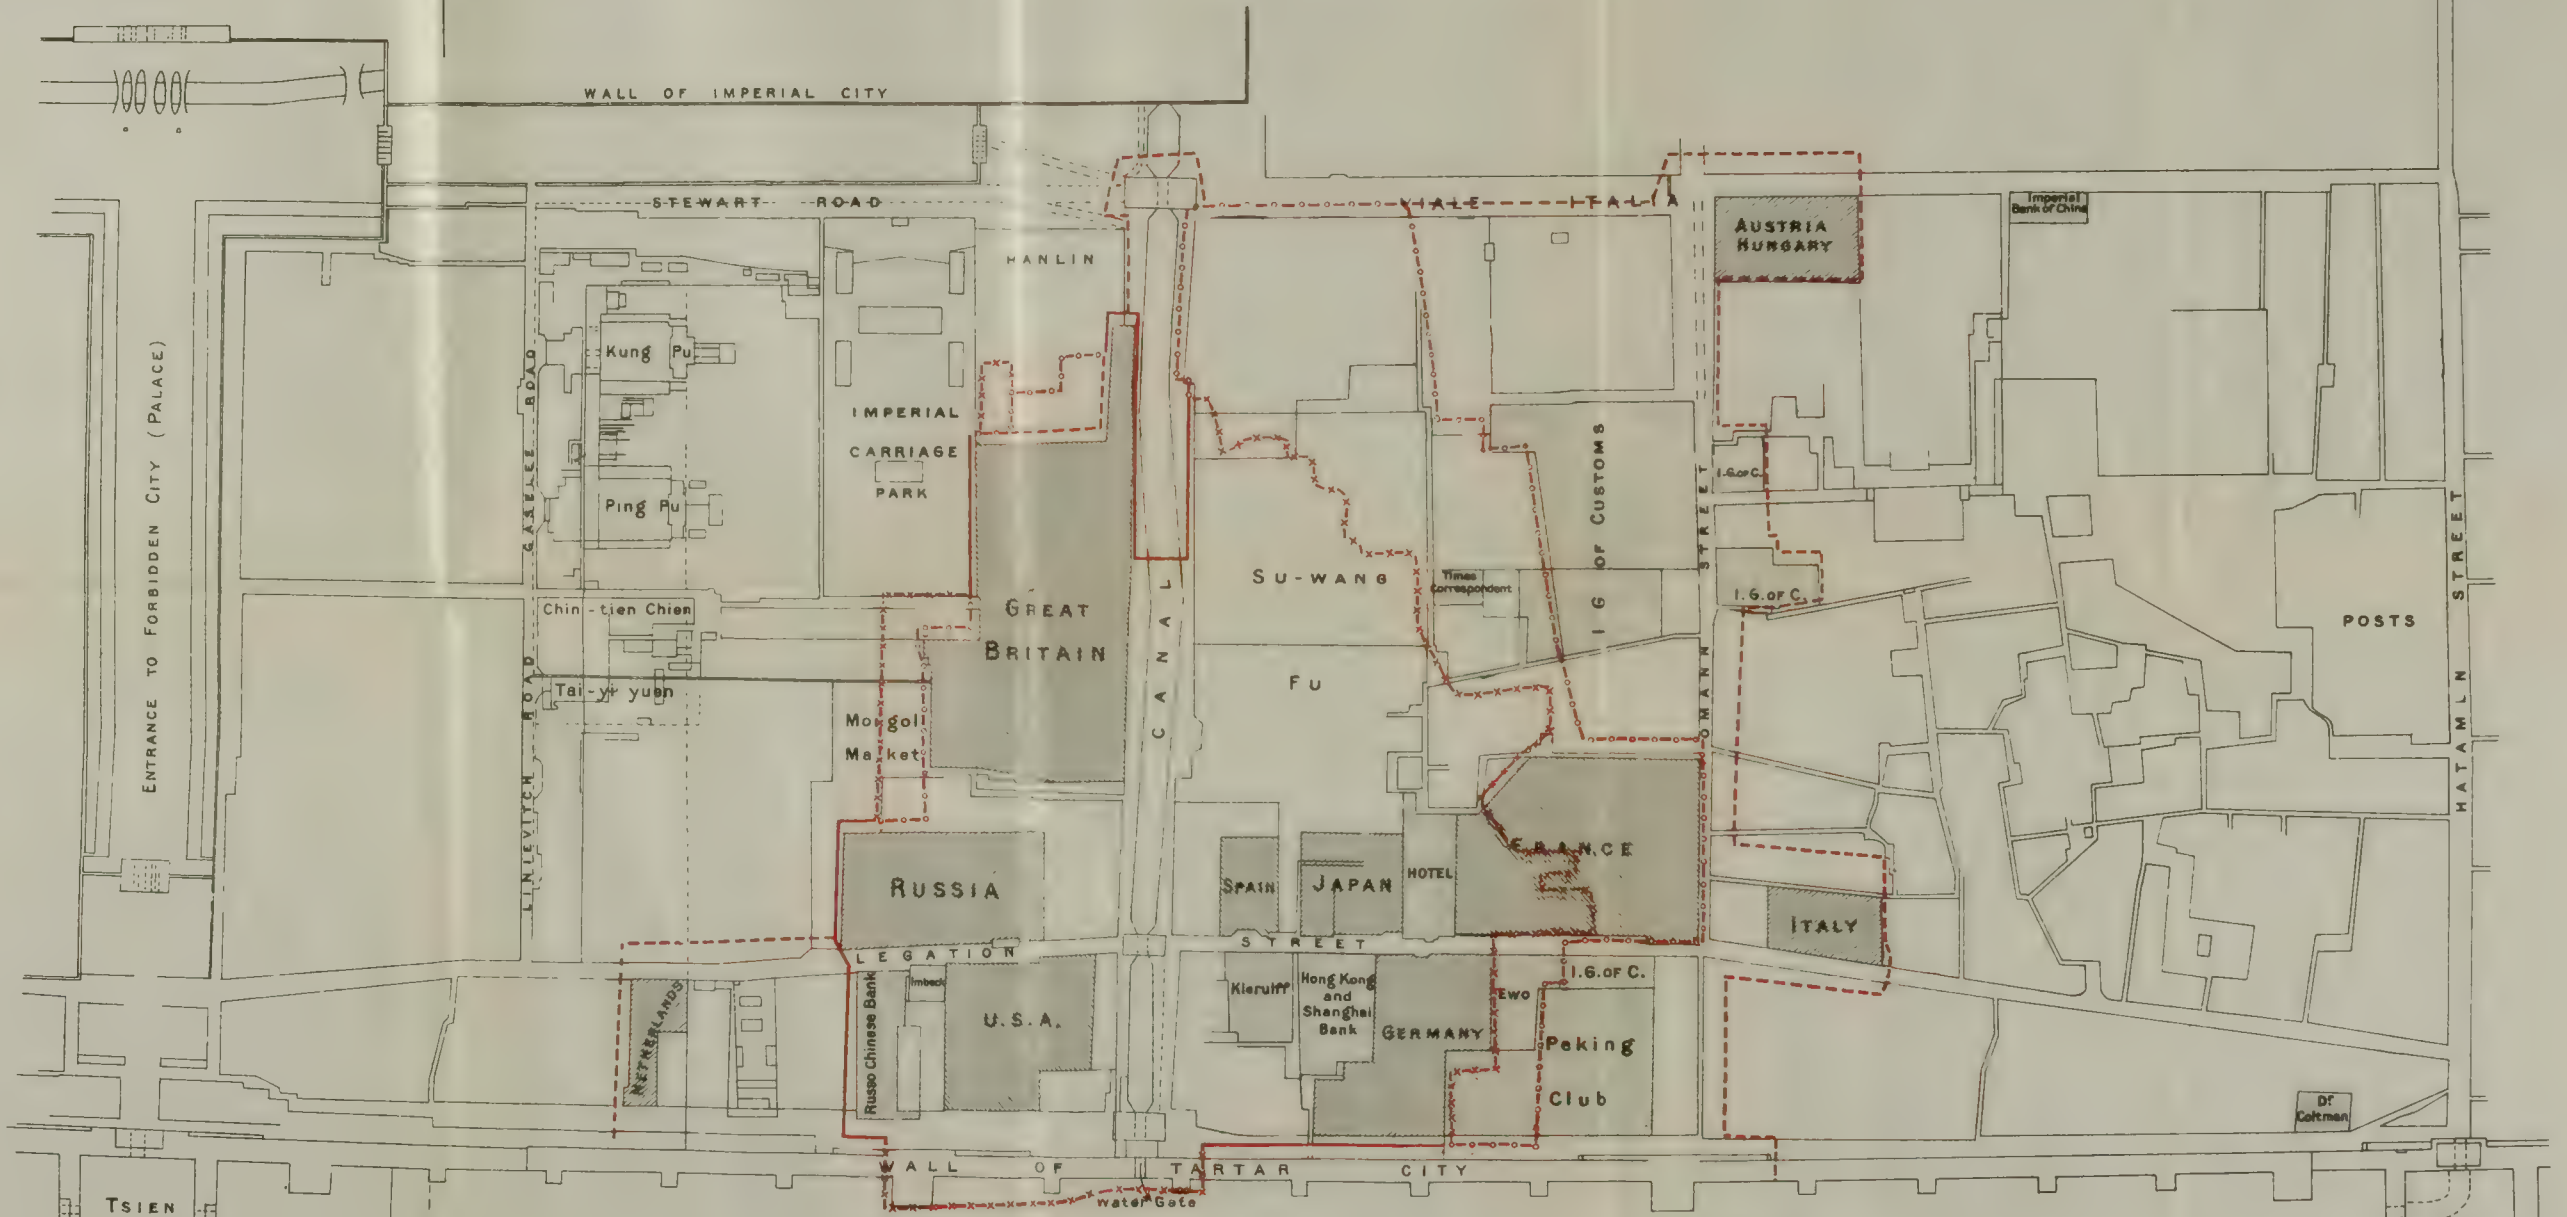 WALL OF IMPERIAL CITY
STEWART ROAD
VIALE ITALIA
AUSTRIA
HUNGARY
Imperial
Bank of China
HANLIN
ENTRANCE TO FORBIDDEN CITY (PALACE)
GASELEE ROAD
Kung Pu
IMPERIAL
CARRIAGE
PARK
Ping Pu
I.G. OF C.
I G OF CUSTOMS
SU-WANG
FU
Times
Correspondent
I.G. OF C.
CANAL
GREAT
BRITAIN
Chin-tien Chien
Tai-yi yuen
Mongol
Market
LINLEVITCH ROAD
OMANN STREET
POSTS
HATAMLN STREET
RUSSIA
SPAIN
JAPAN
HOTEL
FRANCE
ITALY
LEGATION STREET
NETHERLANDS
Russo Chinese Bank
Imbeck
U.S.A.
Kierulff
Hong Kong
and
Shanghai
Bank
GERMANY
EWO
I.G. OF C.
Peking
Club
Dr
Coltman
WALL OF TARTAR CITY
Water Gate
TSIEN